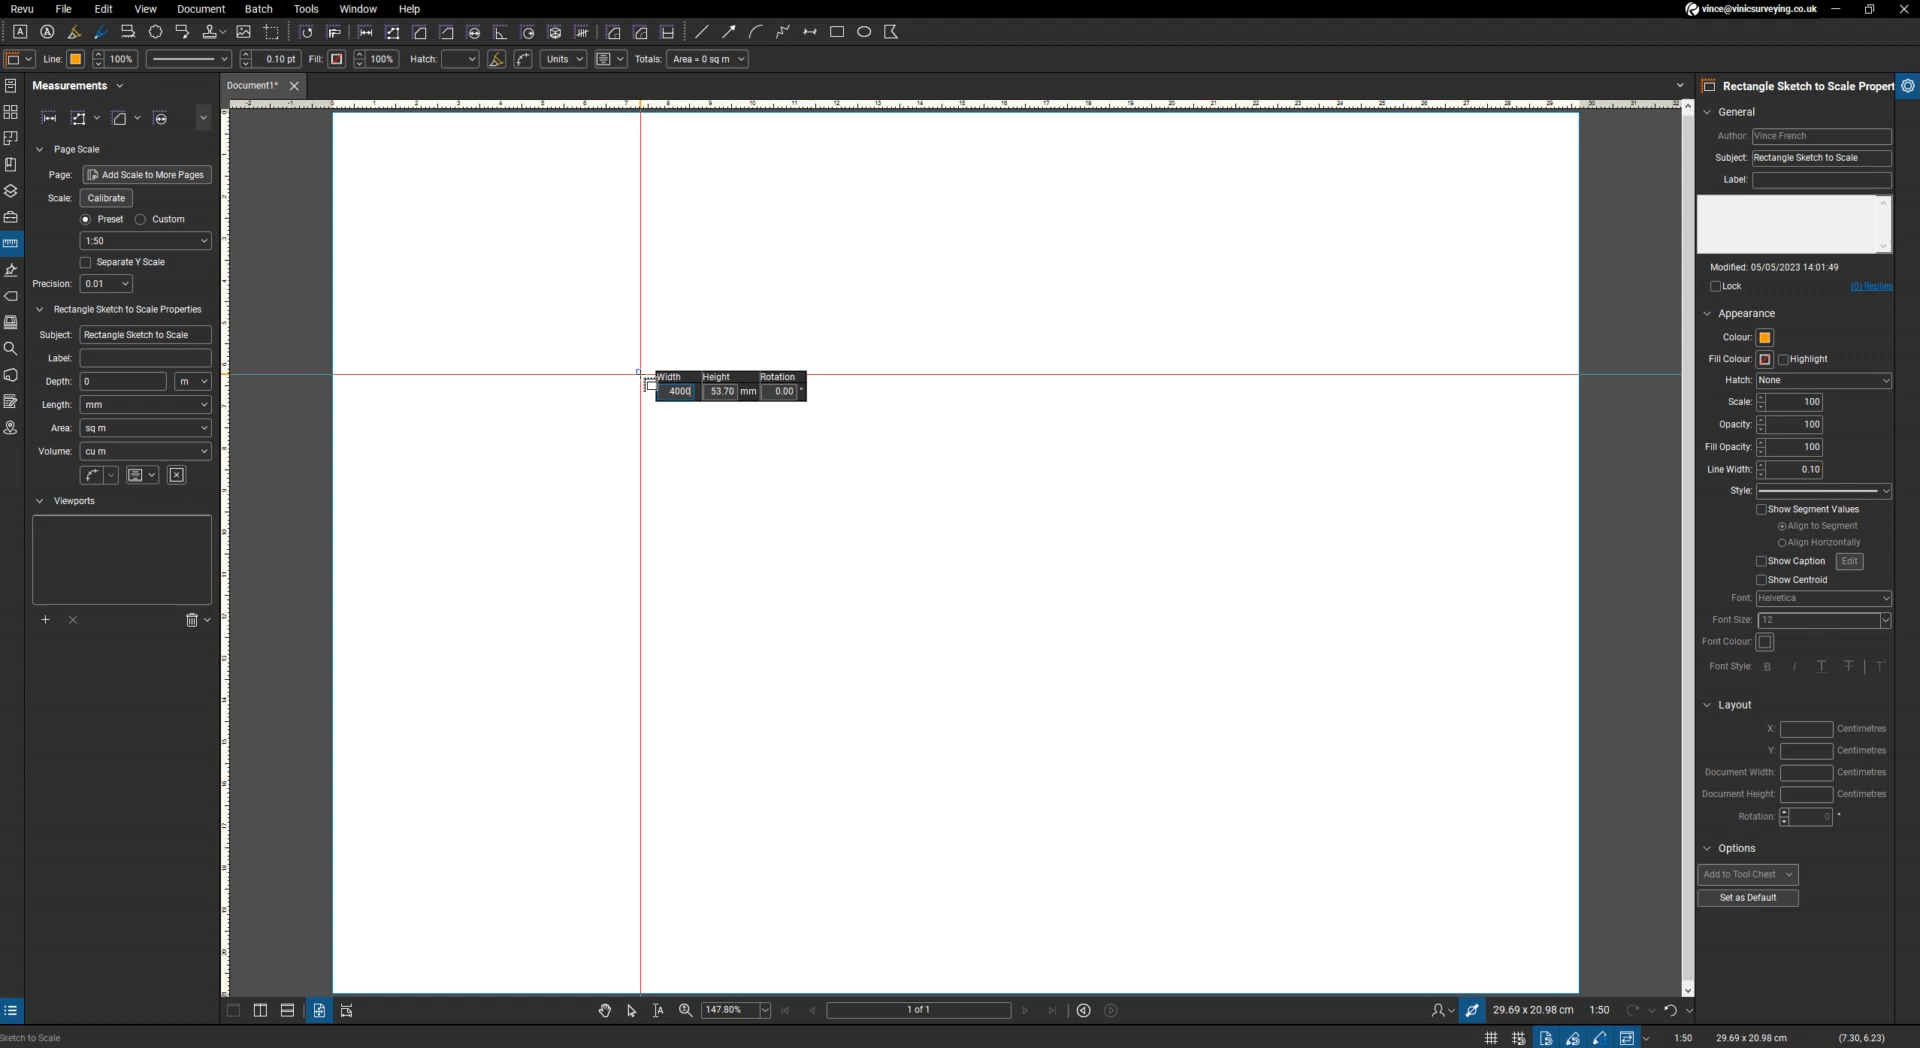 Revu File Edit View Document Batch Tools Window Help vince@vinicsurveying.co.uk
Line: 100% 0.10 pt Fill: 100% Hatch: Units Totals: Area = 0 sq m
Measurements
Document1*
Page Scale
Page: Add Scale to More Pages
Scale: Calibrate
Preset Custom
1:50
Separate Y Scale
Precision: 0.01
Rectangle Sketch to Scale Properties
Subject: Rectangle Sketch to Scale
Label:
Depth: 0 m
Length: mm
Area: sq m
Volume: cu m
Viewports
Width Height Rotation
4000 53.70 mm 0.00 °
Rectangle Sketch to Scale Propert
General
Author: Vince French
Subject: Rectangle Sketch to Scale
Label:
Modified: 05/05/2023 14:01:49
Lock (0) Replies
Appearance
Colour:
Fill Colour: Highlight
Hatch: None
Scale: 100
Opacity: 100
Fill Opacity: 100
Line Width: 0.10
Style:
Show Segment Values
Align to Segment
Align Horizontally
Show Caption Edit
Show Centroid
Font: Helvetica
Font Size: 12
Font Colour:
Font Style: B I T T T
Layout
X: Centimetres
Y: Centimetres
Document Width: Centimetres
Document Height: Centimetres
Rotation: 0 °
Options
Add to Tool Chest
Set as Default
147.80% 1 of 1 29.69 x 20.98 cm 1:50
Sketch to Scale 1:50 29.69 x 20.98 cm (7.30, 6.23)